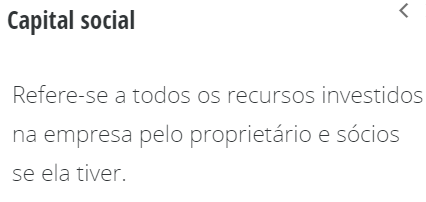 Capital social
Refere-se a todos os recursos investidos
na empresa pelo proprietário e sócios
se ela tiver.